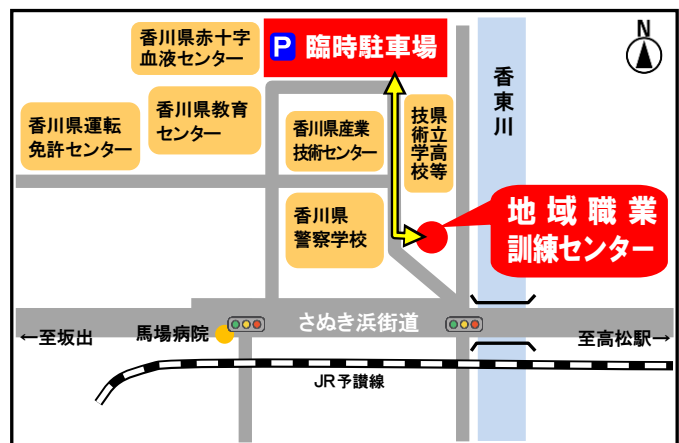 香川県赤十字
血液センター
P 臨時駐車場
N
香川県運転
免許センター
香川県教育
センター
香川県産業
技術センター
県立高等
技術学校
香東川
香川県
警察学校
地域職業
訓練センター
さぬき浜街道
←至坂出
馬場病院
至高松駅→
JR予讃線